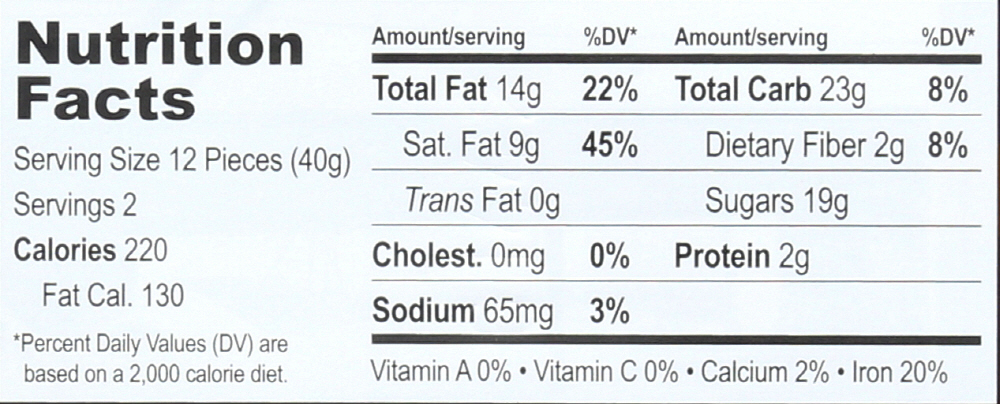 Nutrition
Facts
Serving Size 12 Pieces (40g)
Servings 2
Calories 220
Fat Cal. 130
*Percent Daily Values (DV) are
based on a 2,000 calorie diet.
Amount/serving %DV* Amount/serving %DV*
Total Fat 14g 22% Total Carb 23g 8%
Sat. Fat 9g 45% Dietary Fiber 2g 8%
Trans Fat 0g Sugars 19g
Cholest. 0mg 0% Protein 2g
Sodium 65mg 3%
Vitamin A 0% • Vitamin C 0% • Calcium 2% • Iron 20%